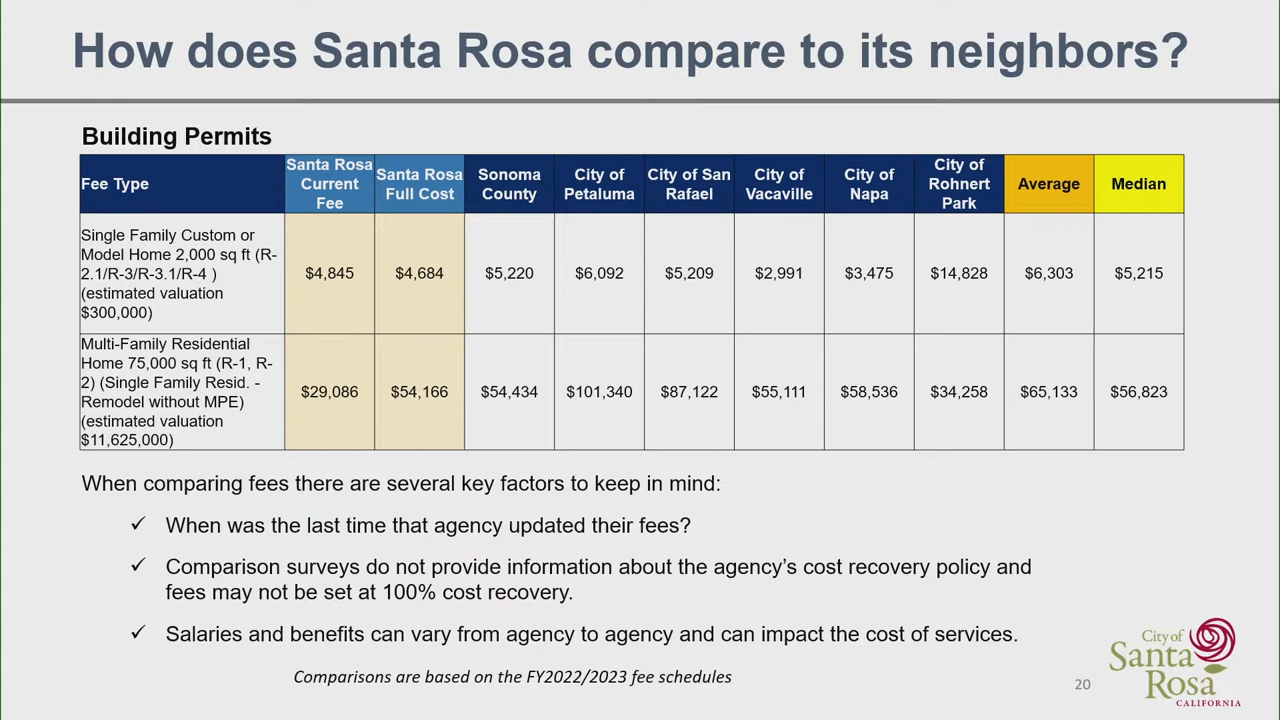 How does Santa Rosa compare to its neighbors?
Building Permits
Fee Type
Santa Rosa
Current
Fee
Santa Rosa
Full Cost
Sonoma
County
City of
Petaluma
City of San
Rafael
City of
Vacaville
City of
Napa
City of
Rohnert
Park
Average
Median
Single Family Custom or
Model Home 2,000 sq ft (R-
2.1/R-3/R-3.1/R-4 )
(estimated valuation
$300,000)
$4,845
$4,684
$5,220
$6,092
$5,209
$2,991
$3,475
$14,828
$6,303
$5,215
Multi-Family Residential
Home 75,000 sq ft (R-1, R-
2) (Single Family Resid. -
Remodel without MPE)
(estimated valuation
$11,625,000)
$29,086
$54,166
$54,434
$101,340
$87,122
$55,111
$58,536
$34,258
$65,133
$56,823
When comparing fees there are several key factors to keep in mind:
✓ When was the last time that agency updated their fees?
✓ Comparison surveys do not provide information about the agency's cost recovery policy and
fees may not be set at 100% cost recovery.
✓ Salaries and benefits can vary from agency to agency and can impact the cost of services.
Comparisons are based on the FY2022/2023 fee schedules
20
City of
Santa
Rosa
CALIFORNIA